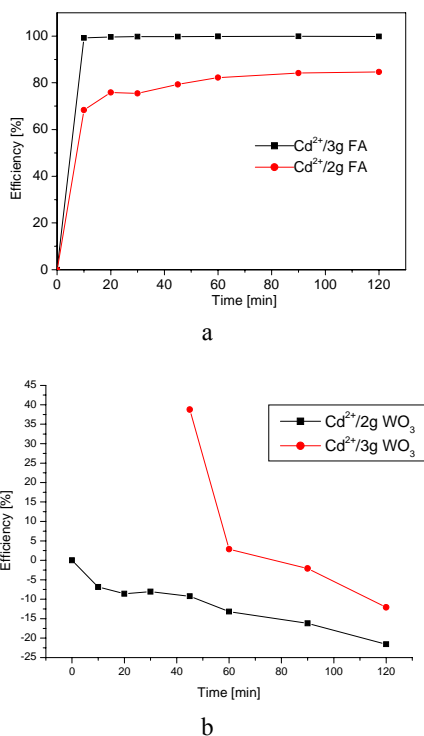 100
80
60
40
20
0
Efficiency [%]
Cd²⁺/3g FA
Cd²⁺/2g FA
0 20 40 60 80 100 120
Time [min]
a
45
40
35
30
25
20
15
10
5
0
-5
-10
-15
-20
-25
Efficiency [%]
Cd²⁺/2g WO₃
Cd²⁺/3g WO₃
0 20 40 60 80 100 120
Time [min]
b